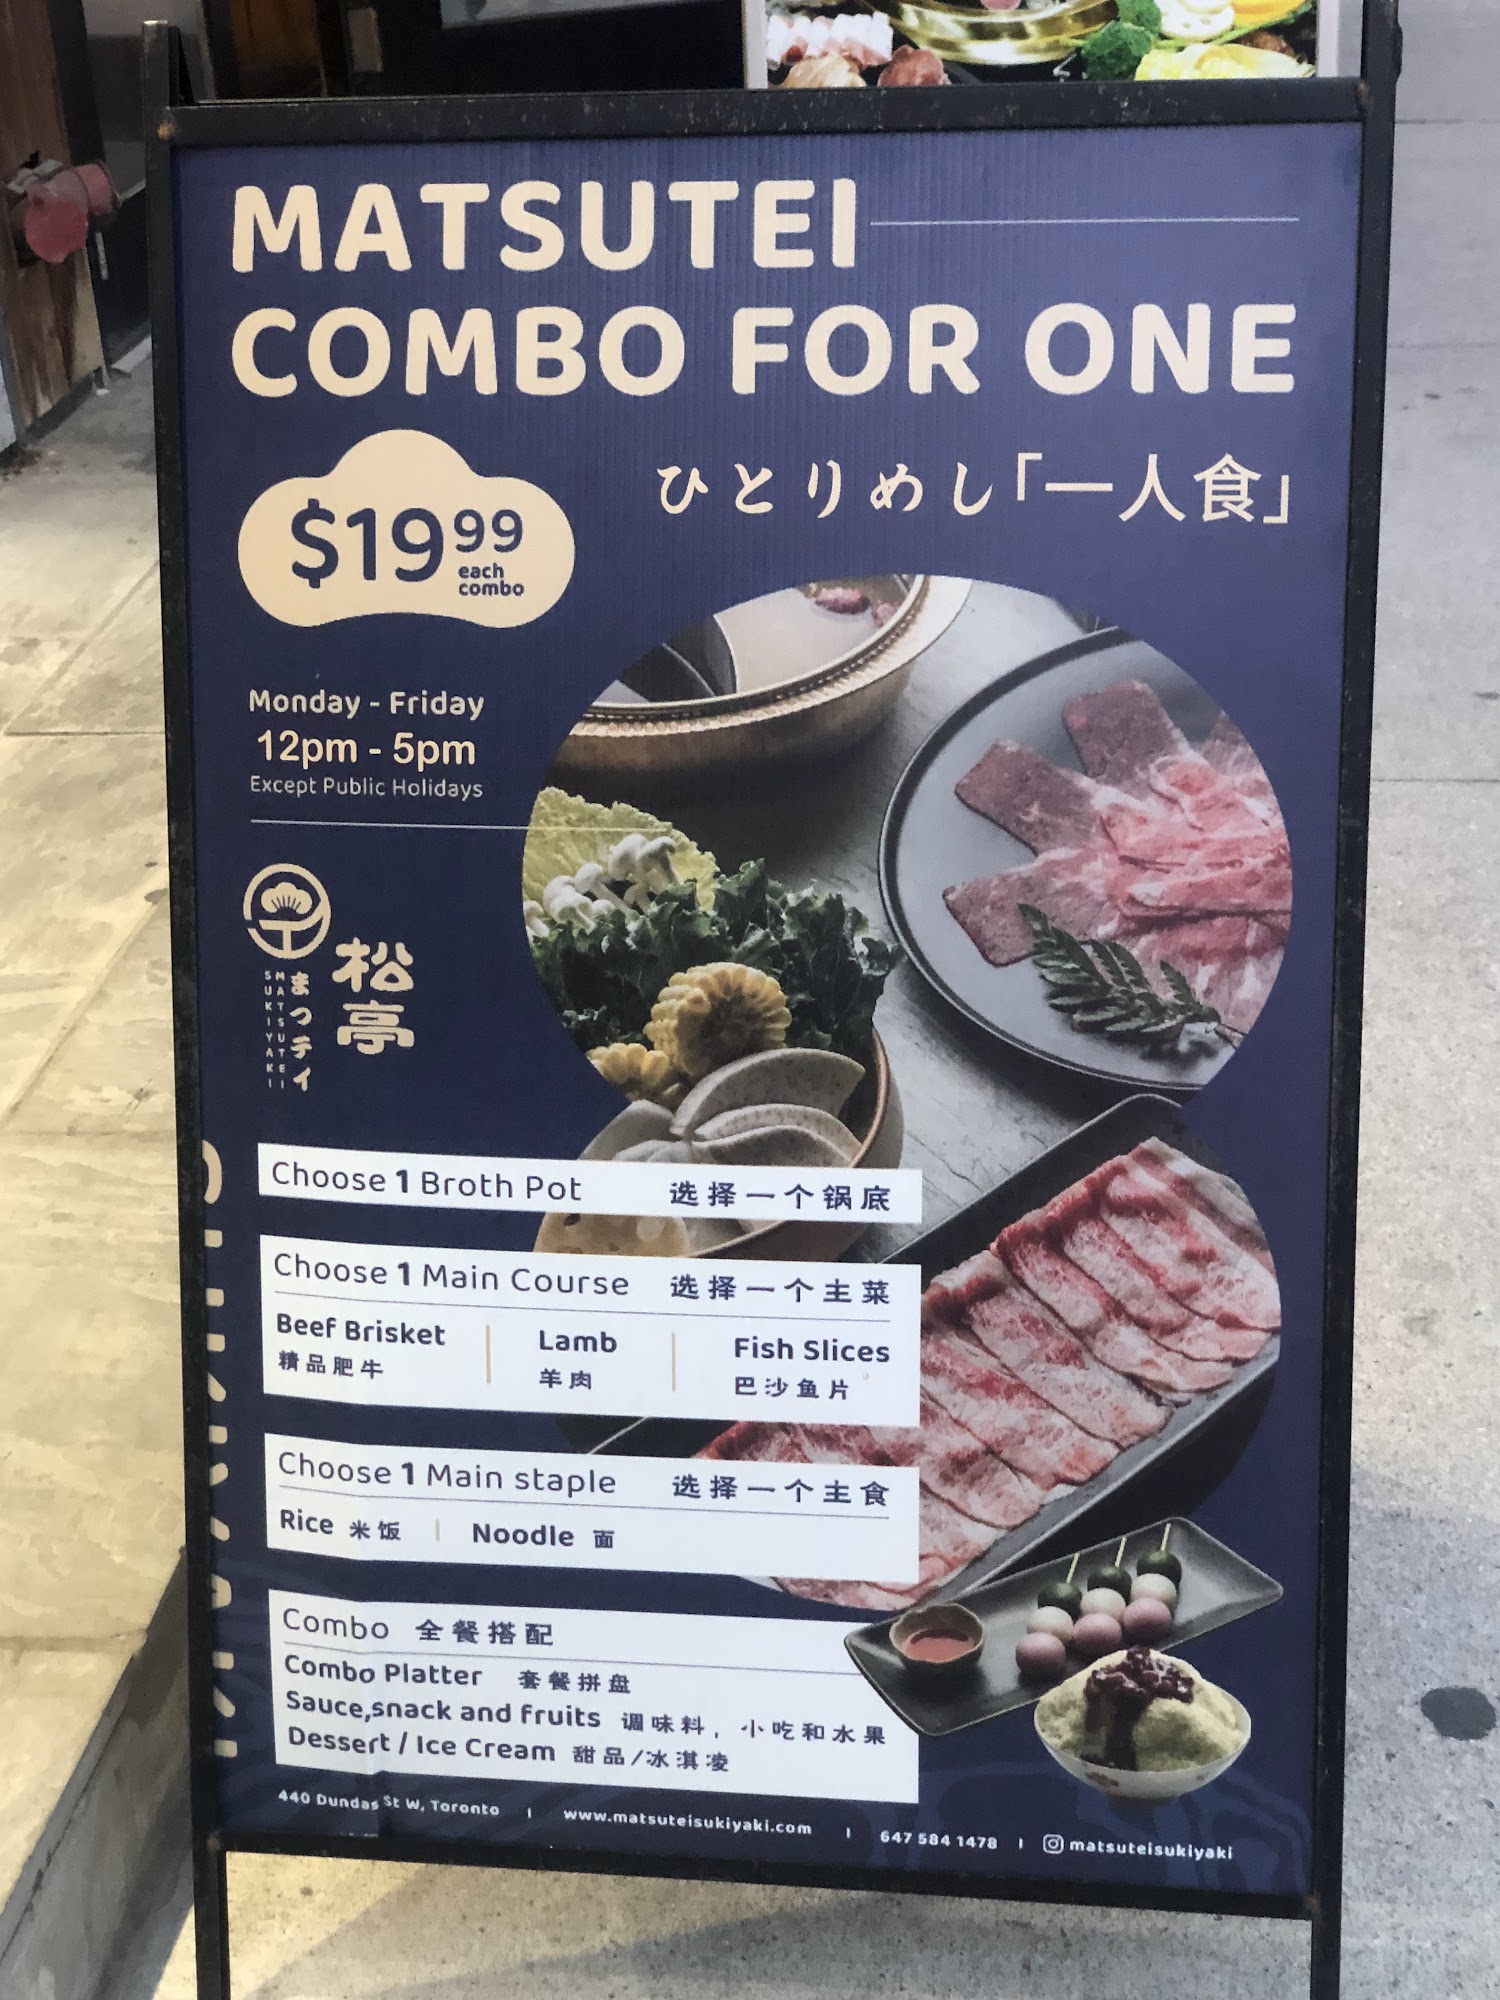 MATSUTEI
COMBO FOR ONE
ひとりめし「一人食」
$19.99
each
combo
Monday - Friday
12pm - 5pm
Except Public Holidays
松亭
まつテイ
MATSUTEI
SUKIYAKI
Choose 1 Broth Pot 选择一个锅底
Choose 1 Main Course 选择一个主菜
Beef Brisket | Lamb | Fish Slices
精品肥牛 羊肉 巴沙鱼片
Choose 1 Main staple 选择一个主食
Rice 米饭 | Noodle 面
Combo 全餐搭配
Combo Platter 套餐拼盘
Sauce,snack and fruits 调味料，小吃和水果
Dessert / Ice Cream 甜品/冰淇凌
440 Dundas St W, Toronto | www.matsuteisukiyaki.com | 647 584 1478 | matsuteisukiyaki